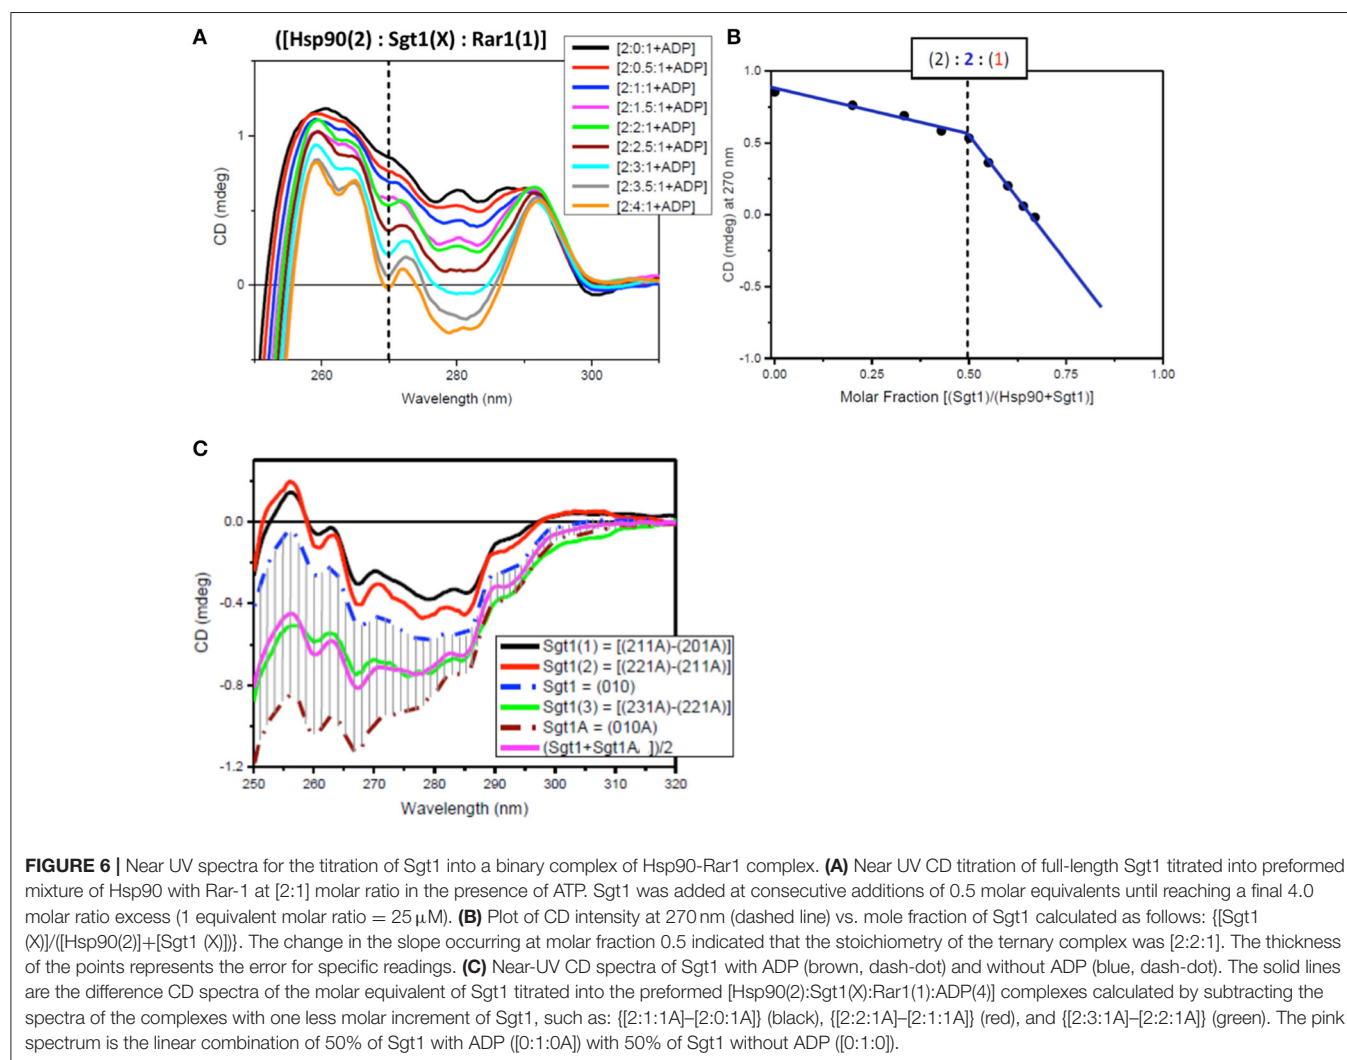 A
([Hsp90(2) : Sgt1(X) : Rar1(1)]
[2:0:1+ADP]
[2:0.5:1+ADP]
[2:1:1+ADP]
[2:1.5:1+ADP]
[2:2:1+ADP]
[2:2.5:1+ADP]
[2:3:1+ADP]
[2:3.5:1+ADP]
[2:4:1+ADP]
CD (mdeg)
1
0
260
280
300
Wavelength (nm)
B
(2) : 2 : (1)
CD (mdeg) at 270 nm
1.0
0.5
0.0
-0.5
-1.0
0.00
0.25
0.50
0.75
1.00
Molar Fraction [(Sgt1)/(Hsp90+Sgt1)]
C
CD (mdeg)
0.0
-0.4
-0.8
-1.2
Sgt1(1) = [(211A)-(201A)]
Sgt1(2) = [(221A)-(211A)]
Sgt1 = (010)
Sgt1(3) = [(231A)-(221A)]
Sgt1A = (010A)
(Sgt1+Sgt1A ])/2
250 260 270 280 290 300 310 320
Wavelength (nm)
FIGURE 6 | Near UV spectra for the titration of Sgt1 into a binary complex of Hsp90-Rar1 complex. (A) Near UV CD titration of full-length Sgt1 titrated into preformed
mixture of Hsp90 with Rar-1 at [2:1] molar ratio in the presence of ATP. Sgt1 was added at consecutive additions of 0.5 molar equivalents until reaching a final 4.0
molar ratio excess (1 equivalent molar ratio = 25 μM). (B) Plot of CD intensity at 270 nm (dashed line) vs. mole fraction of Sgt1 calculated as follows: {[Sgt1
(X)]/([Hsp90(2)]+[Sgt1 (X)])}. The change in the slope occurring at molar fraction 0.5 indicated that the stoichiometry of the ternary complex was [2:2:1]. The thickness
of the points represents the error for specific readings. (C) Near-UV CD spectra of Sgt1 with ADP (brown, dash-dot) and without ADP (blue, dash-dot). The solid lines
are the difference CD spectra of the molar equivalent of Sgt1 titrated into the preformed [Hsp90(2):Sgt1(X):Rar1(1):ADP(4)] complexes calculated by subtracting the
spectra of the complexes with one less molar increment of Sgt1, such as: {[2:1:1A]–[2:0:1A]} (black), {[2:2:1A]–[2:1:1A]} (red), and {[2:3:1A]–[2:2:1A]} (green). The pink
spectrum is the linear combination of 50% of Sgt1 with ADP ([0:1:0A]) with 50% of Sgt1 without ADP ([0:1:0]).